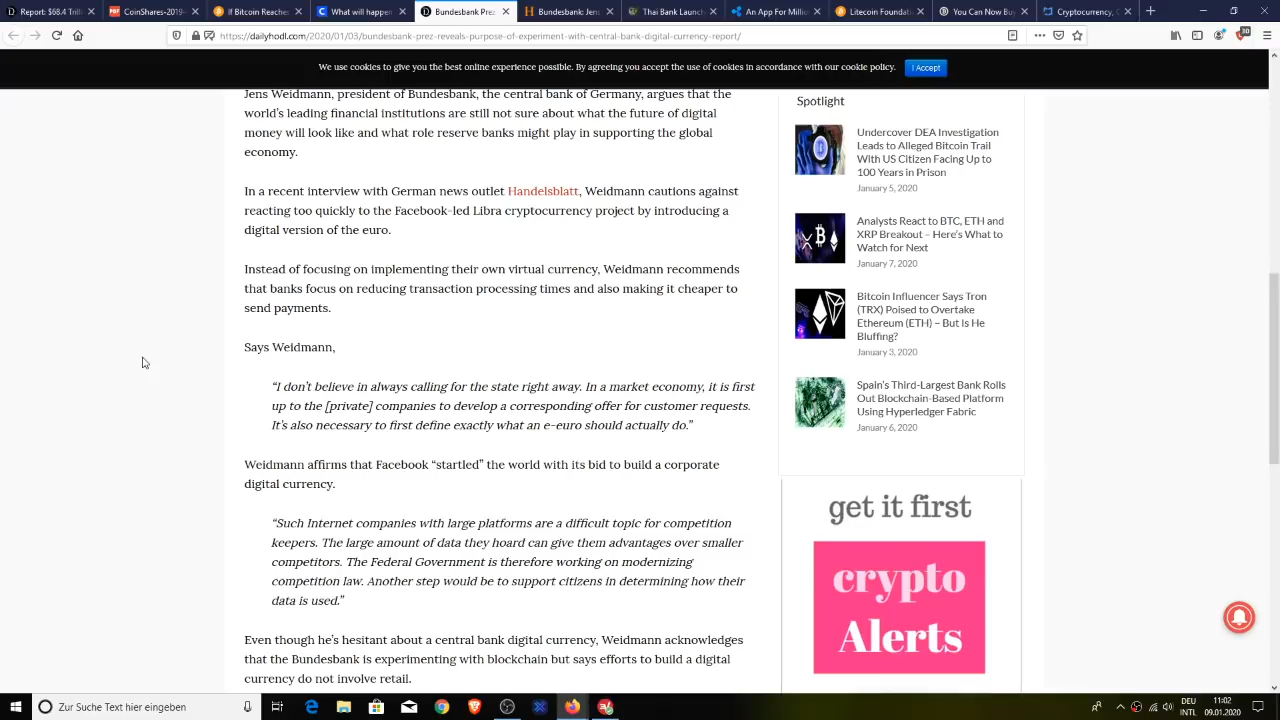 Report: $68.4 Trillio
CoinShares-2019-
If Bitcoin Reaches
What will happen
Bundesbank Prez
Bundesbank: Jens
Thai Bank Launch
An App For Million
Litecoin Foundati
You Can Now Buy
Cryptocurrency, C
https://dailyhodl.com/2020/01/03/bundesbank-prez-reveals-purpose-of-experiment-with-central-bank-digital-currency-report/
We use cookies to give you the best online experience possible. By agreeing you accept the use of cookies in accordance with our cookie policy.
I Accept
Jens Weidmann, president of Bundesbank, the central bank of Germany, argues that the
world's leading financial institutions are still not sure about what the future of digital
money will look like and what role reserve banks might play in supporting the global
economy.
In a recent interview with German news outlet Handelsblatt, Weidmann cautions against
reacting too quickly to the Facebook-led Libra cryptocurrency project by introducing a
digital version of the euro.
Instead of focusing on implementing their own virtual currency, Weidmann recommends
that banks focus on reducing transaction processing times and also making it cheaper to
send payments.
Says Weidmann,
“I don't believe in always calling for the state right away. In a market economy, it is first
up to the [private] companies to develop a corresponding offer for customer requests.
It's also necessary to first define exactly what an e-euro should actually do.”
Weidmann affirms that Facebook “startled” the world with its bid to build a corporate
digital currency.
“Such Internet companies with large platforms are a difficult topic for competition
keepers. The large amount of data they hoard can give them advantages over smaller
competitors. The Federal Government is therefore working on modernizing
competition law. Another step would be to support citizens in determining how their
data is used.”
Even though he's hesitant about a central bank digital currency, Weidmann acknowledges
that the Bundesbank is experimenting with blockchain but says efforts to build a digital
currency do not involve retail.
Spotlight
Undercover DEA Investigation
Leads to Alleged Bitcoin Trail
With US Citizen Facing Up to
100 Years in Prison
January 5, 2020
Analysts React to BTC, ETH and
XRP Breakout – Here's What to
Watch for Next
January 7, 2020
Bitcoin Influencer Says Tron
(TRX) Poised to Overtake
Ethereum (ETH) – But Is He
Bluffing?
January 3, 2020
Spain's Third-Largest Bank Rolls
Out Blockchain-Based Platform
Using Hyperledger Fabric
January 6, 2020
get it first
crypto
Alerts
Zur Suche Text hier eingeben
DEU
INTL
11:02
09.01.2020